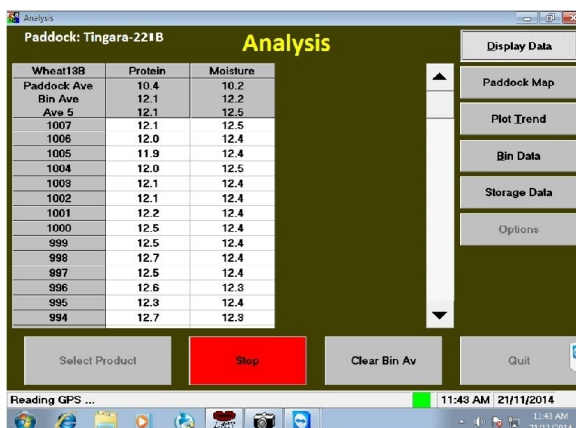 Analysis
Paddock: Tingara-22 B
Analysis
Display Data
Paddock Map
Plot Trend
Bin Data
Storage Data
Options
Wheat13B Protein Moisture
Paddock Ave 10.4 10.2
Bin Ave 12.1 12.2
Ave 5 12.1 12.5
1007 12.1 12.5
1006 12.0 12.4
1005 11.9 12.4
1004 12.0 12.5
1003 12.1 12.4
1002 12.1 12.4
1001 12.2 12.4
1000 12.5 12.4
999 12.5 12.4
998 12.7 12.4
997 12.5 12.4
996 12.6 12.3
995 12.3 12.4
994 12.7 12.3
Select Product
Stop
Clear Bin Av
Quit
Reading GPS ...
11:43 AM 21/11/2014
11:43 AM
21/11/2014